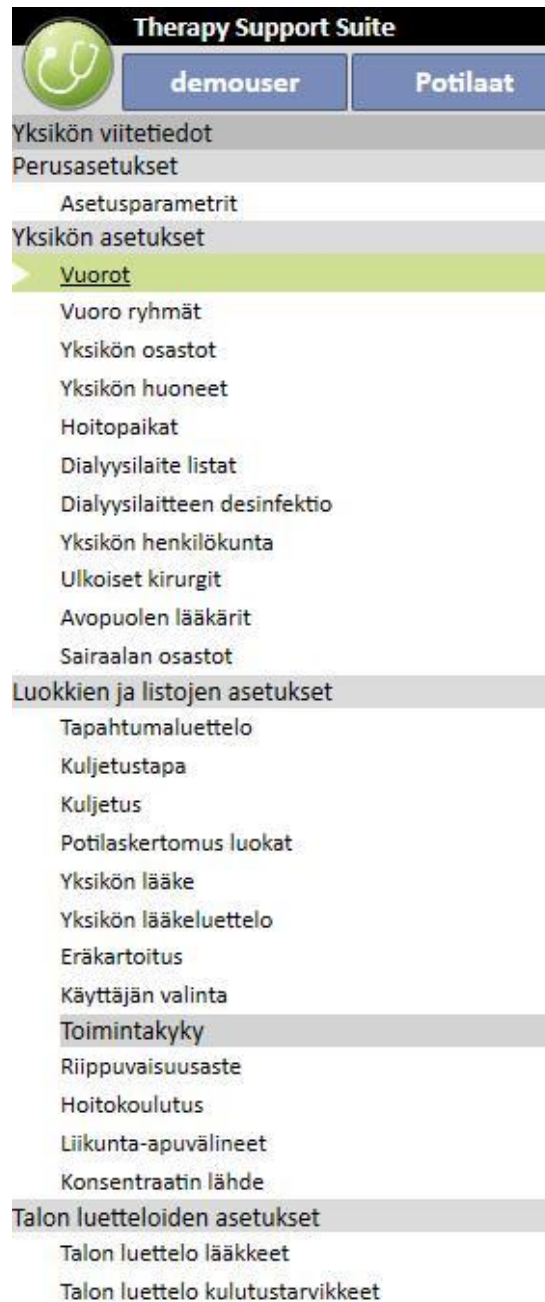 Therapy Support Suite
demouser Potilaat
Yksikön viitetiedot
Perusasetukset
Asetusparametrit
Yksikön asetukset
Vuorot
Vuoro ryhmät
Yksikön osastot
Yksikön huoneet
Hoitopaikat
Dialyysilaite listat
Dialyysilaitteen desinfektio
Yksikön henkilökunta
Ulkoiset kirurgit
Avopuolen lääkärit
Sairaalan osastot
Luokkien ja listojen asetukset
Tapahtumaluettelo
Kuljetustapa
Kuljetus
Potilaskertomus luokat
Yksikön lääke
Yksikön lääkeluettelo
Eräkartoitus
Käyttäjän valinta
Toimintakyky
Riippuvaisuusaste
Hoitokoulutus
Liikunta-apuvälineet
Konsentraatin lähde
Talon luetteloiden asetukset
Talon luettelo lääkkeet
Talon luettelo kulutustarvikkeet